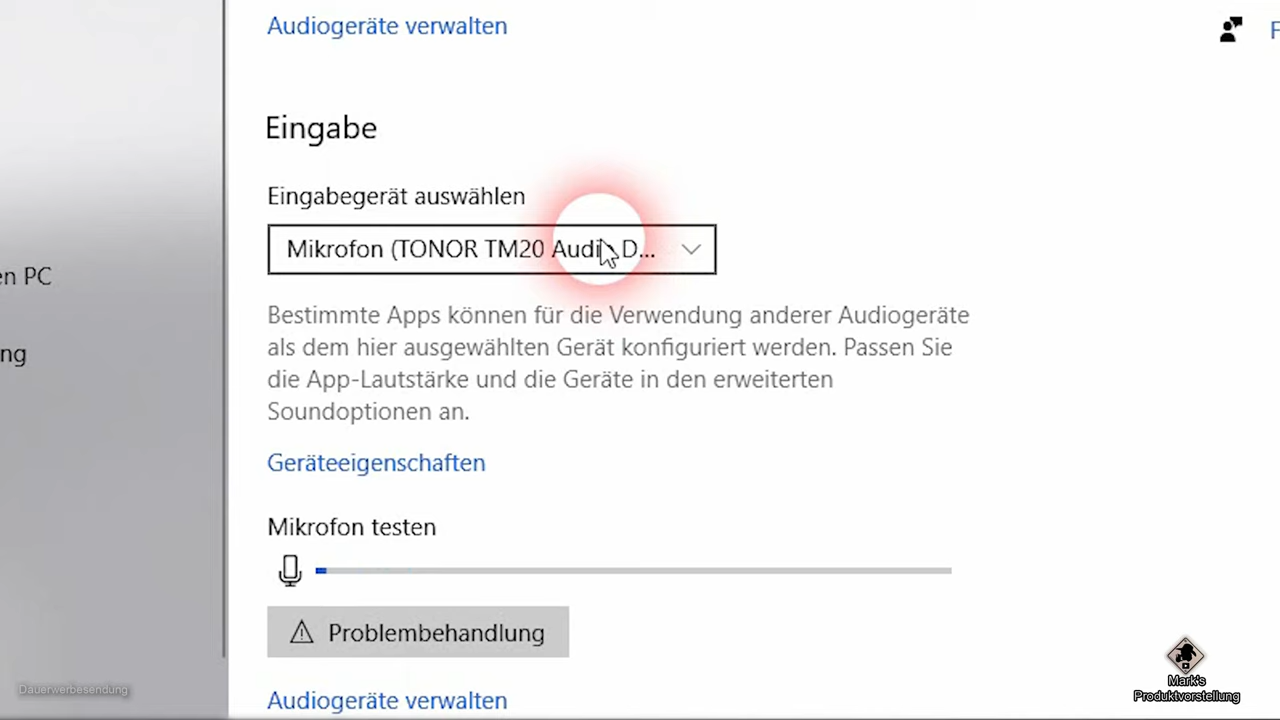 Audiogeräte verwalten
F
Eingabe
Eingabegerät auswählen
Mikrofon (TONOR TM20 Audio D...
en PC
Bestimmte Apps können für die Verwendung anderer Audiogeräte
ng
als dem hier ausgewählten Gerät konfiguriert werden. Passen Sie
die App-Lautstärke und die Geräte in den erweiterten
Soundoptionen an.
Geräteeigenschaften
Mikrofon testen
Problembehandlung
Audiogeräte verwalten
Dauerwerbesendung
Mark's
Produktvorstellung